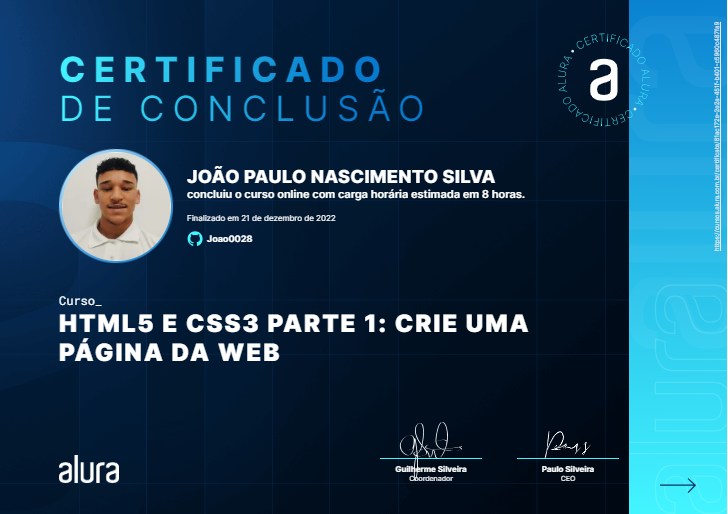 CERTIFICADO
DE CONCLUSÃO
CERTIFICADO ALURA • CERTIFICADO ALURA •
a
JOÃO PAULO NASCIMENTO SILVA
concluiu o curso online com carga horária estimada em 8 horas.
Finalizado em 21 de dezembro de 2022
Joao0028
Curso_
HTML5 E CSS3 PARTE 1: CRIE UMA
PÁGINA DA WEB
alura
Guilherme Silveira
Coordenador
Paulo Silveira
CEO
alura